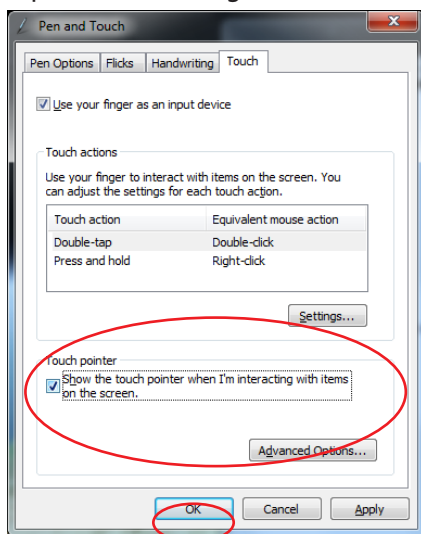 Pen and Touch
Pen Options Flicks Handwriting Touch
Use your finger as an input device
Touch actions
Use your finger to interact with items on the screen. You
can adjust the settings for each touch action.
Touch action Equivalent mouse action
Double-tap Double-click
Press and hold Right-click
Settings...
Touch pointer
Show the touch pointer when I'm interacting with items
on the screen.
Advanced Options...
OK Cancel Apply